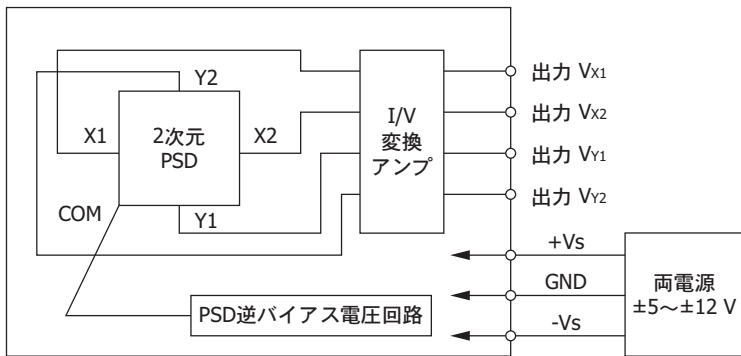 Y2
X1
2次元
PSD
X2
COM
Y1
I/V
変換
アンプ
PSD逆バイアス電圧回路
出力 VX1
出力 VX2
出力 VY1
出力 VY2
+Vs
GND
-Vs
両電源
±5～±12 V